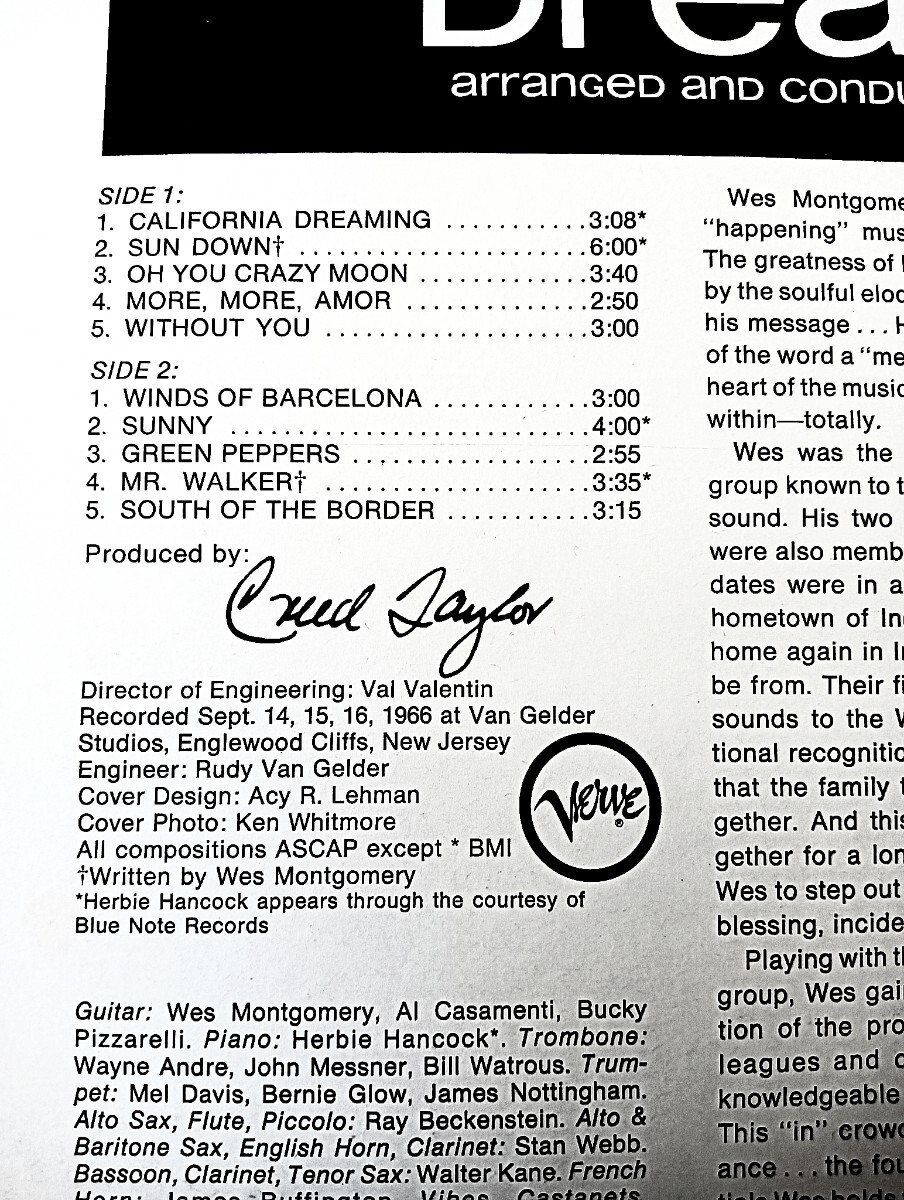 Drea
arranged and condu
SIDE 1:
1. CALIFORNIA DREAMING ............3:08*
2. SUN DOWN† .........................6:00*
3. OH YOU CRAZY MOON ...............3:40
4. MORE, MORE, AMOR .................2:50
5. WITHOUT YOU .......................3:00
SIDE 2:
1. WINDS OF BARCELONA ..............3:00
2. SUNNY ................................4:00*
3. GREEN PEPPERS .....................2:55
4. MR. WALKER† .......................3:35*
5. SOUTH OF THE BORDER ............3:15
Produced by:
Creed Taylor
Director of Engineering: Val Valentin
Recorded Sept. 14, 15, 16, 1966 at Van Gelder
Studios, Englewood Cliffs, New Jersey
Engineer: Rudy Van Gelder
Cover Design: Acy R. Lehman
Cover Photo: Ken Whitmore
All compositions ASCAP except * BMI
†Written by Wes Montgomery
*Herbie Hancock appears through the courtesy of
Blue Note Records
Verve
®
Guitar: Wes Montgomery, Al Casamenti, Bucky
Pizzarelli. Piano: Herbie Hancock*. Trombone:
Wayne Andre, John Messner, Bill Watrous. Trum-
pet: Mel Davis, Bernie Glow, James Nottingham.
Alto Sax, Flute, Piccolo: Ray Beckenstein. Alto &
Baritone Sax, English Horn, Clarinet: Stan Webb.
Bassoon, Clarinet, Tenor Sax: Walter Kane. French
Horn: James Buffington. Vibes, Castanets,
Wes Montgome
"happening" mus
The greatness of
by the soulful eloq
his message ... H
of the word a "me
heart of the music
within—totally.
Wes was the
group known to t
sound. His two
were also memb
dates were in a
hometown of In
home again in In
be from. Their fi
sounds to the W
tional recognitio
that the family t
gether. And this
gether for a lon
Wes to step out
blessing, incide
Playing with th
group, Wes gai
tion of the pro
leagues and c
knowledgeable
This "in" crowd
ance ... the fou